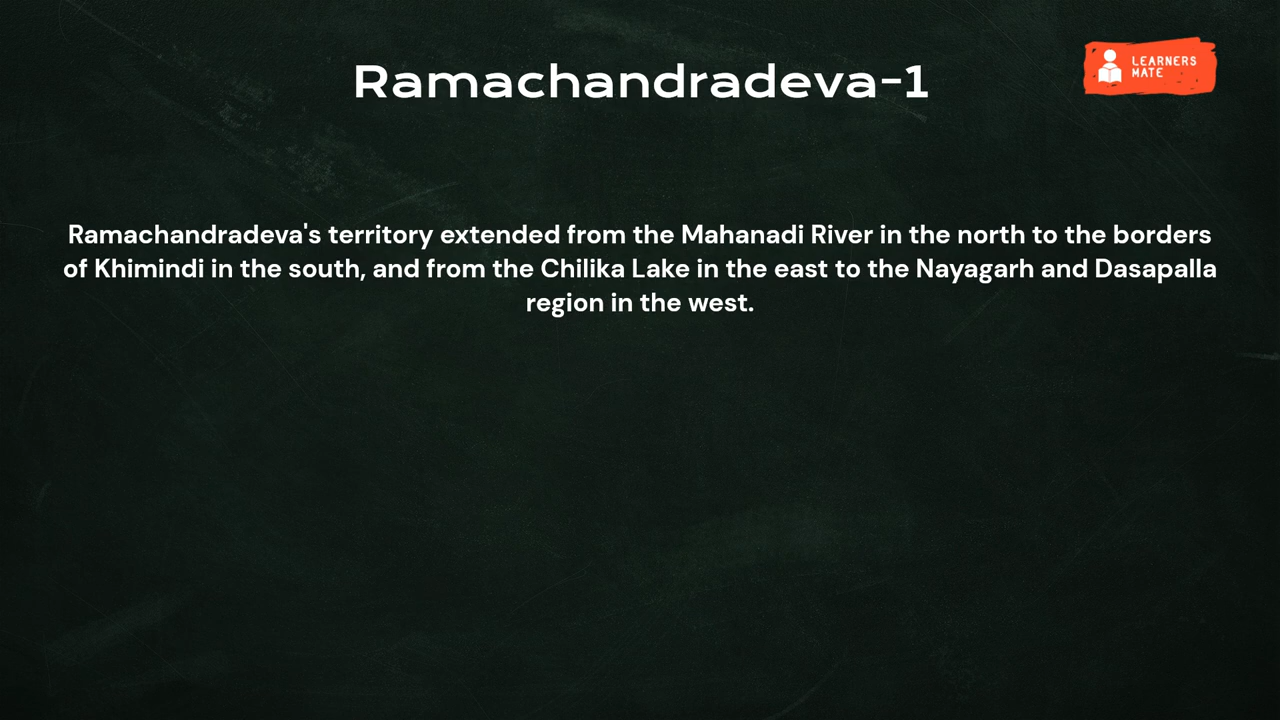 Ramachandradeva-1
LEARNERS
MATE
Ramachandradeva's territory extended from the Mahanadi River in the north to the borders
of Khimindi in the south, and from the Chilika Lake in the east to the Nayagarh and Dasapalla
region in the west.